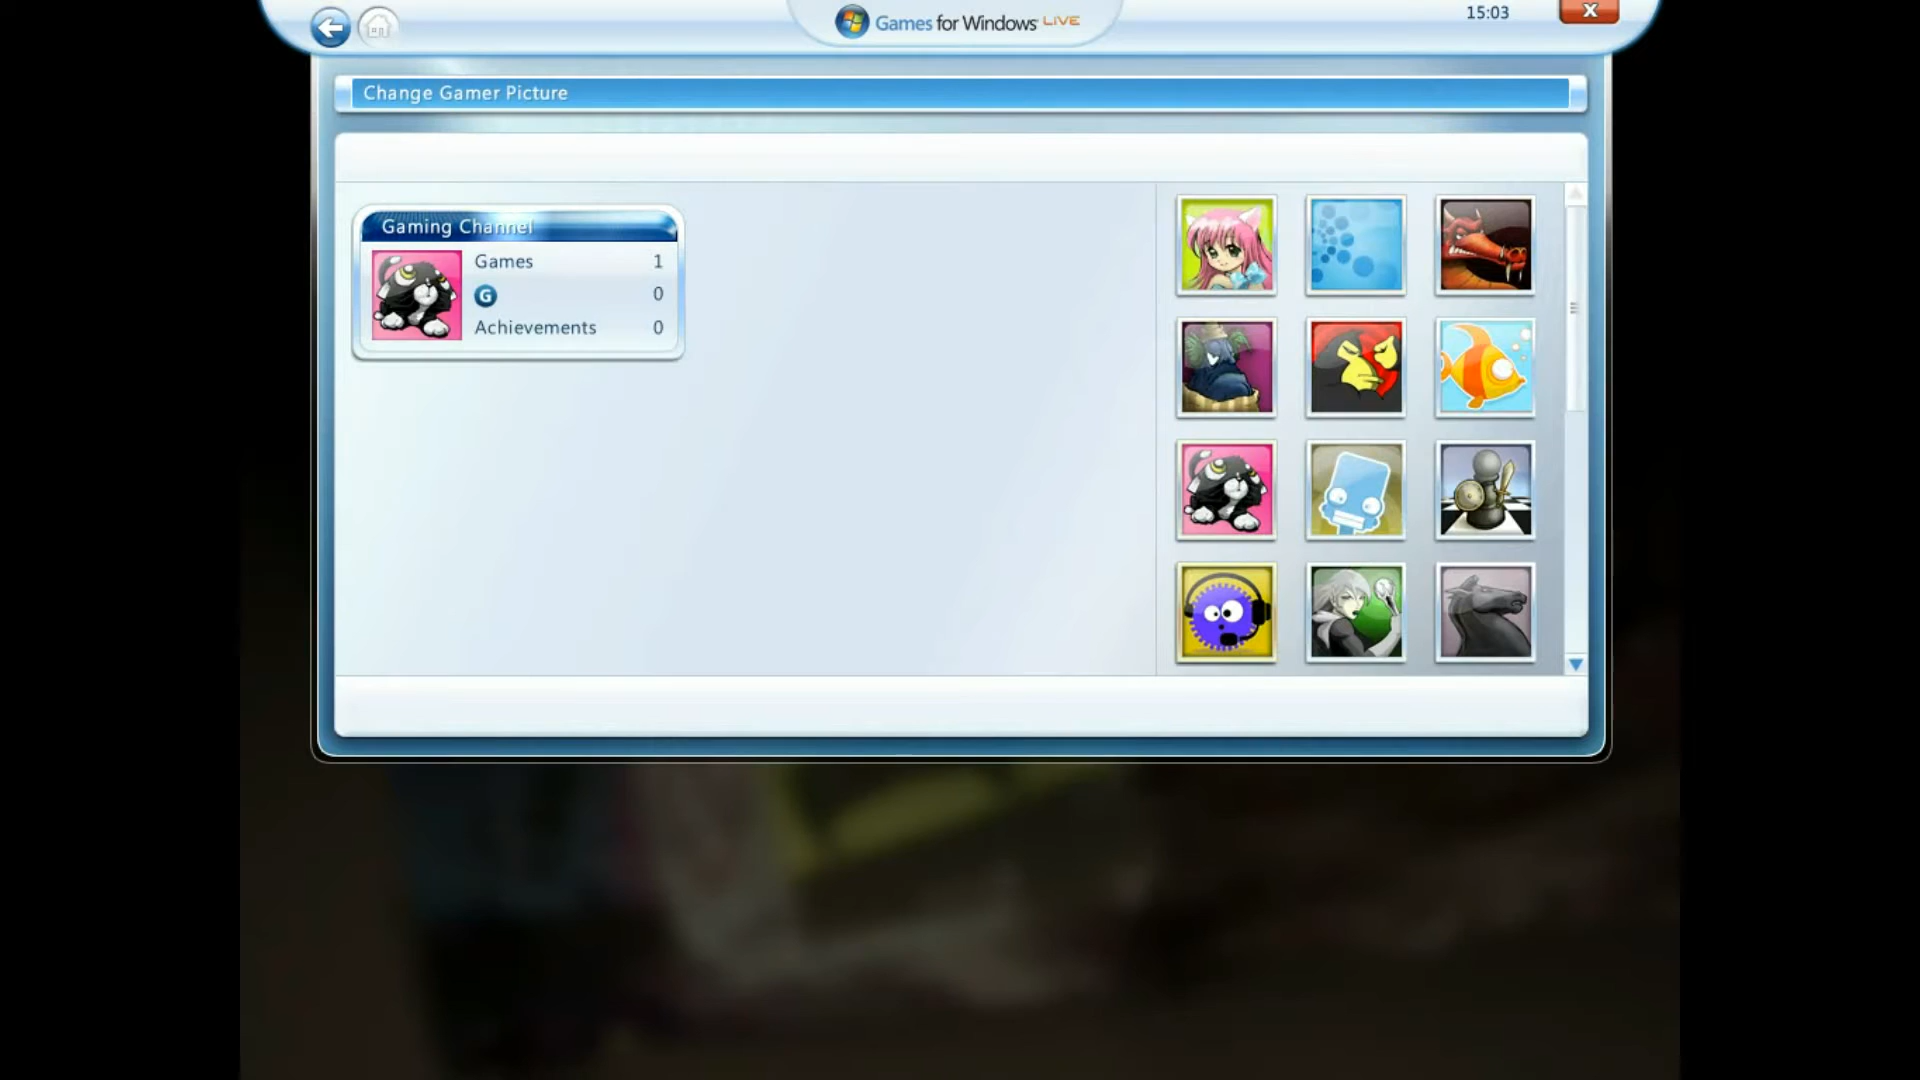 Games for Windows LIVE
15:03
X
Change Gamer Picture
Gaming Channel
Games 1
G 0
Achievements 0